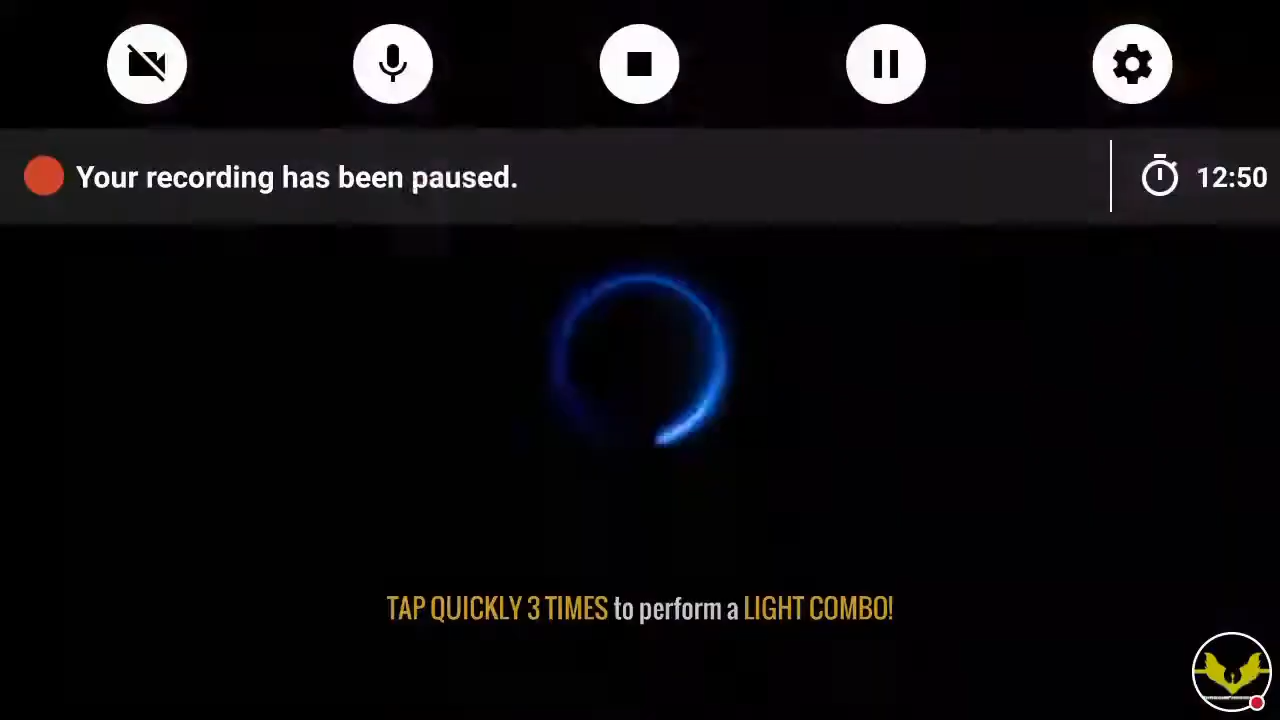 Your recording has been paused.
12:50
TAP QUICKLY 3 TIMES to perform a LIGHT COMBO!